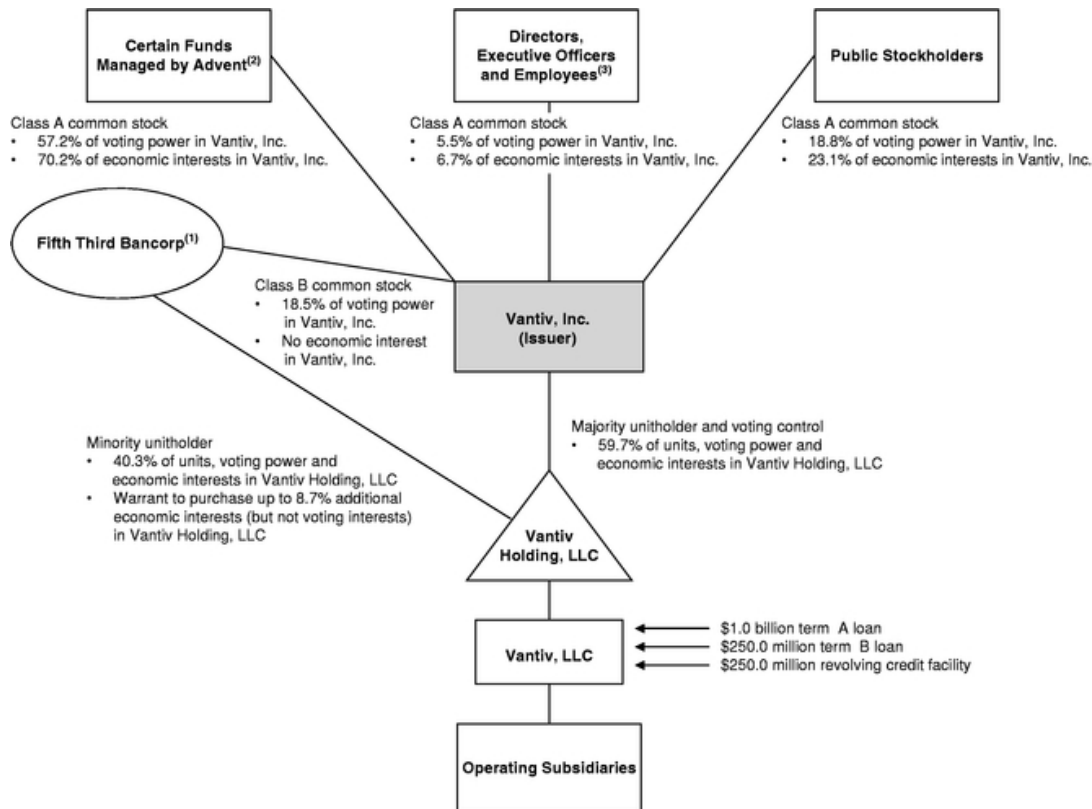 Certain Funds
Managed by Advent(2)
Directors,
Executive Officers
and Employees(3)
Public Stockholders
Class A common stock
• 57.2% of voting power in Vantiv, Inc.
• 70.2% of economic interests in Vantiv, Inc.
Class A common stock
• 5.5% of voting power in Vantiv, Inc.
• 6.7% of economic interests in Vantiv, Inc.
Class A common stock
• 18.8% of voting power in Vantiv, Inc.
• 23.1% of economic interests in Vantiv, Inc.
Fifth Third Bancorp(1)
Class B common stock
• 18.5% of voting power
in Vantiv, Inc.
• No economic interest
in Vantiv, Inc.
Vantiv, Inc.
(Issuer)
Minority unitholder
• 40.3% of units, voting power and
economic interests in Vantiv Holding, LLC
• Warrant to purchase up to 8.7% additional
economic interests (but not voting interests)
in Vantiv Holding, LLC
Majority unitholder and voting control
• 59.7% of units, voting power and
economic interests in Vantiv Holding, LLC
Vantiv
Holding, LLC
Vantiv, LLC
$1.0 billion term A loan
$250.0 million term B loan
$250.0 million revolving credit facility
Operating Subsidiaries